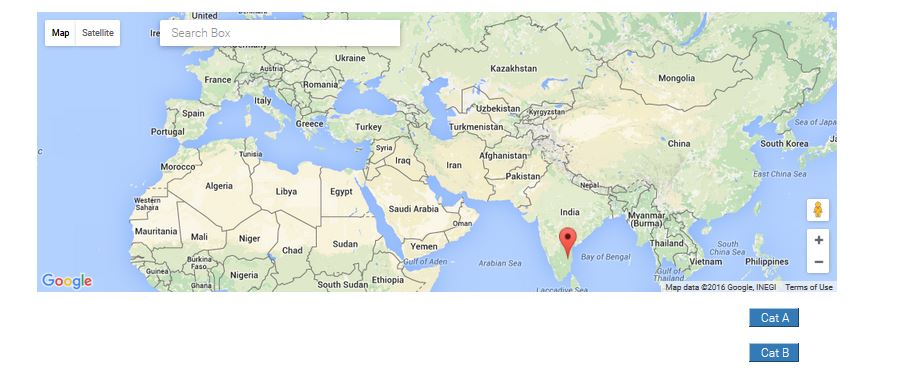 United
Map
Satellite
Search Box
Ire
Germany
Ukraine
Kazakhstan
Mongolia
France
Austria
Romania
Italy
Uzbekistan
Kyrgyzstan
Spain
Greece
Turkey
Turkmenistan
Sea of Japa
Portugal
China
South Korea
Ja
Syria
Tunisia
Iraq
Iran
Afghanistan
c
Morocco
Pakistan
East China Sea
Algeria
Libya
Egypt
Nepal
Western
Sahara
Saudi Arabia
India
Myanmar
(Burma)
Oman
Mauritania
Mali
Niger
Chad
Sudan
Yemen
Thailand
South
China Sea
Gulf of Aden
Arabian Sea
Bay of Bengal
Vietnam
Philippines
Burkina
Faso
Guinea
Nigeria
Gulf of
Thailand
Ghana
South Sudan
Ethiopia
Laccadive Sea
+
−
Google
Map data ©2016 Google, INEGI
Terms of Use
Cat A
Cat B